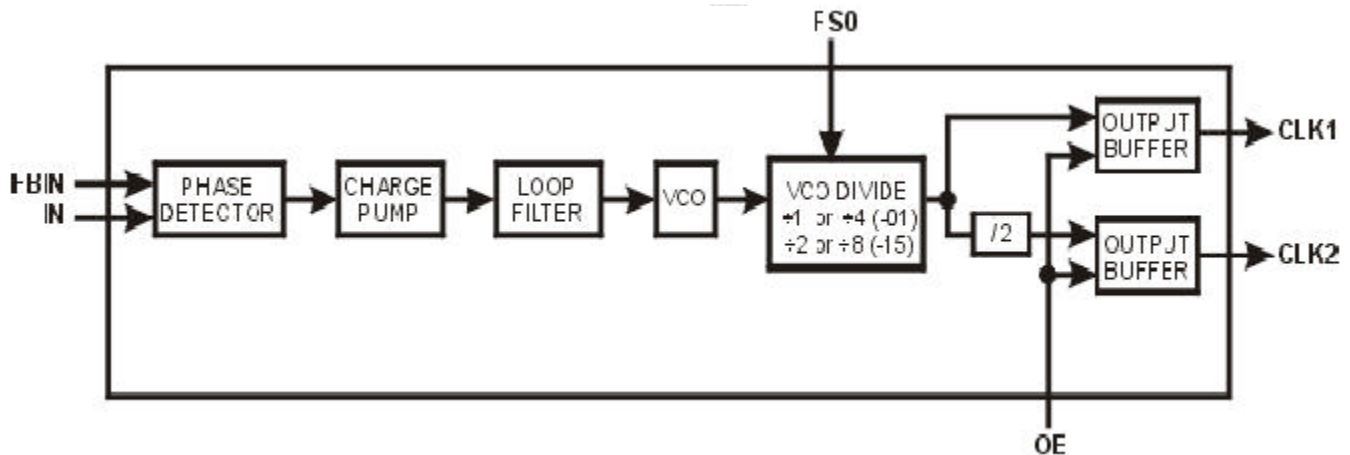 FS0
FBIN
IN
PHASE
DETECTOR
CHARGE
PUMP
LOOP
FILTER
VCO
VCO DIVIDE
÷1 or ÷4 (-01)
÷2 or ÷8 (-15)
/2
OUTPUT
BUFFER
CLK1
OUTPUT
BUFFER
CLK2
OE